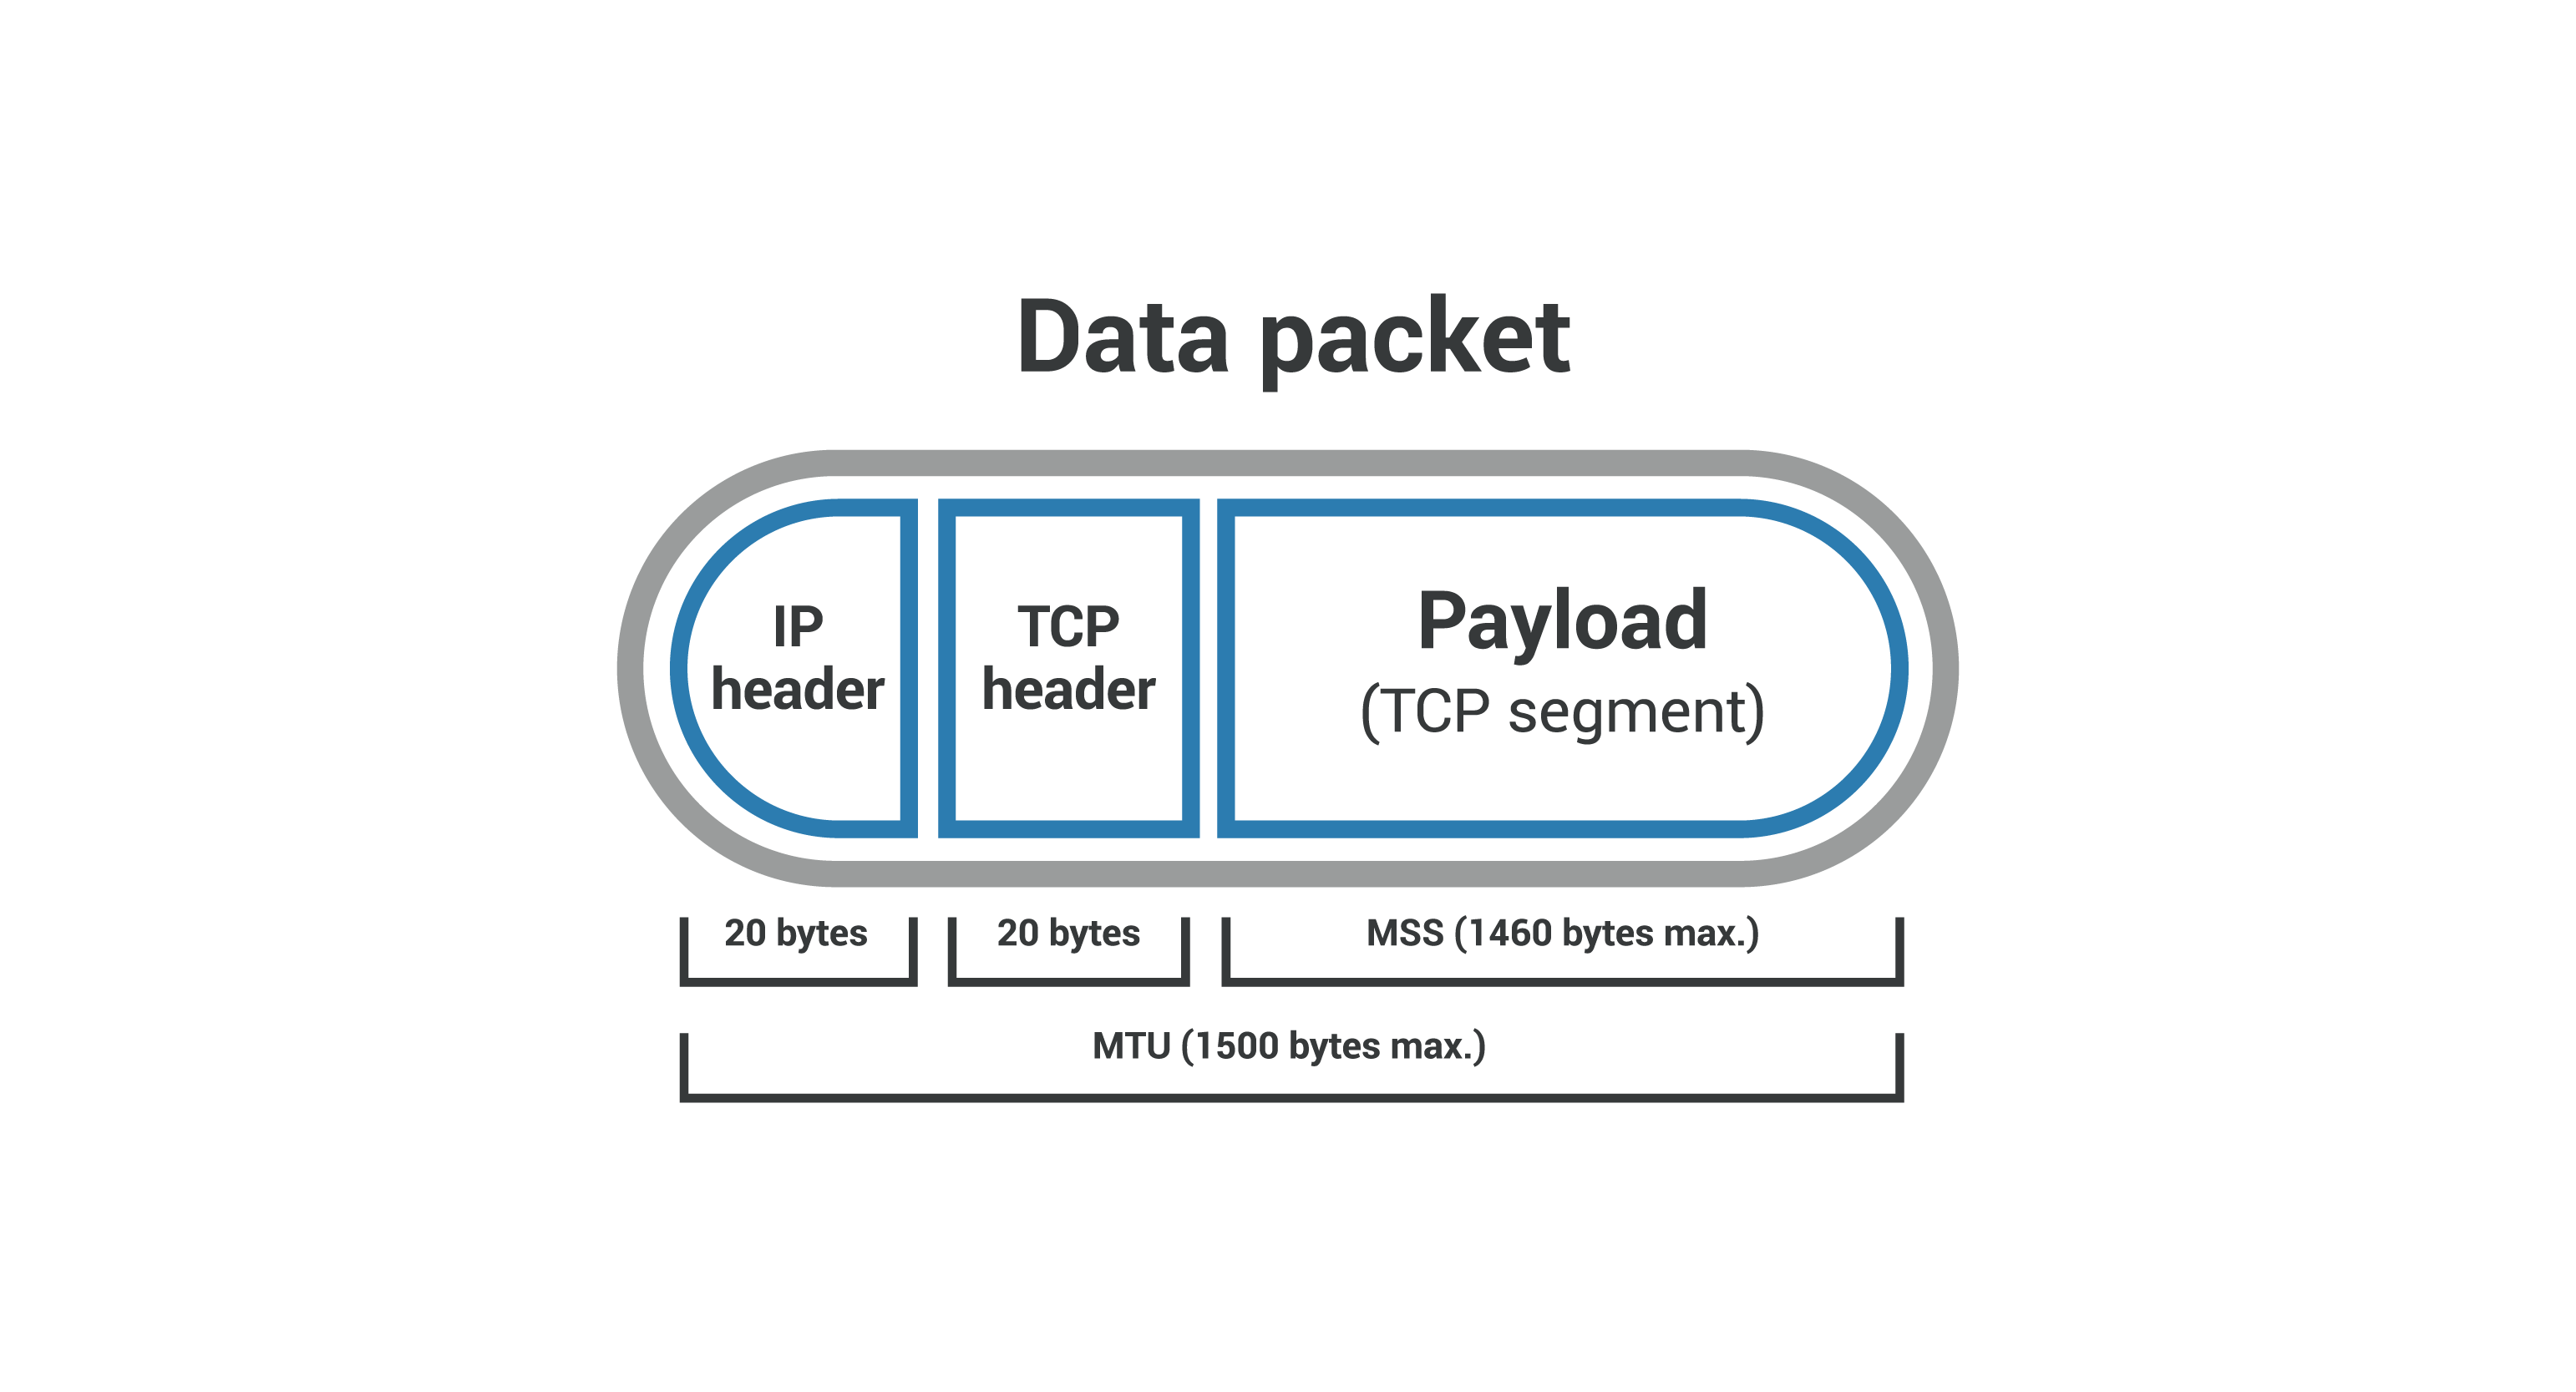 Data packet
IP
header
TCP
header
Payload
(TCP segment)
20 bytes
20 bytes
MSS (1460 bytes max.)
MTU (1500 bytes max.)